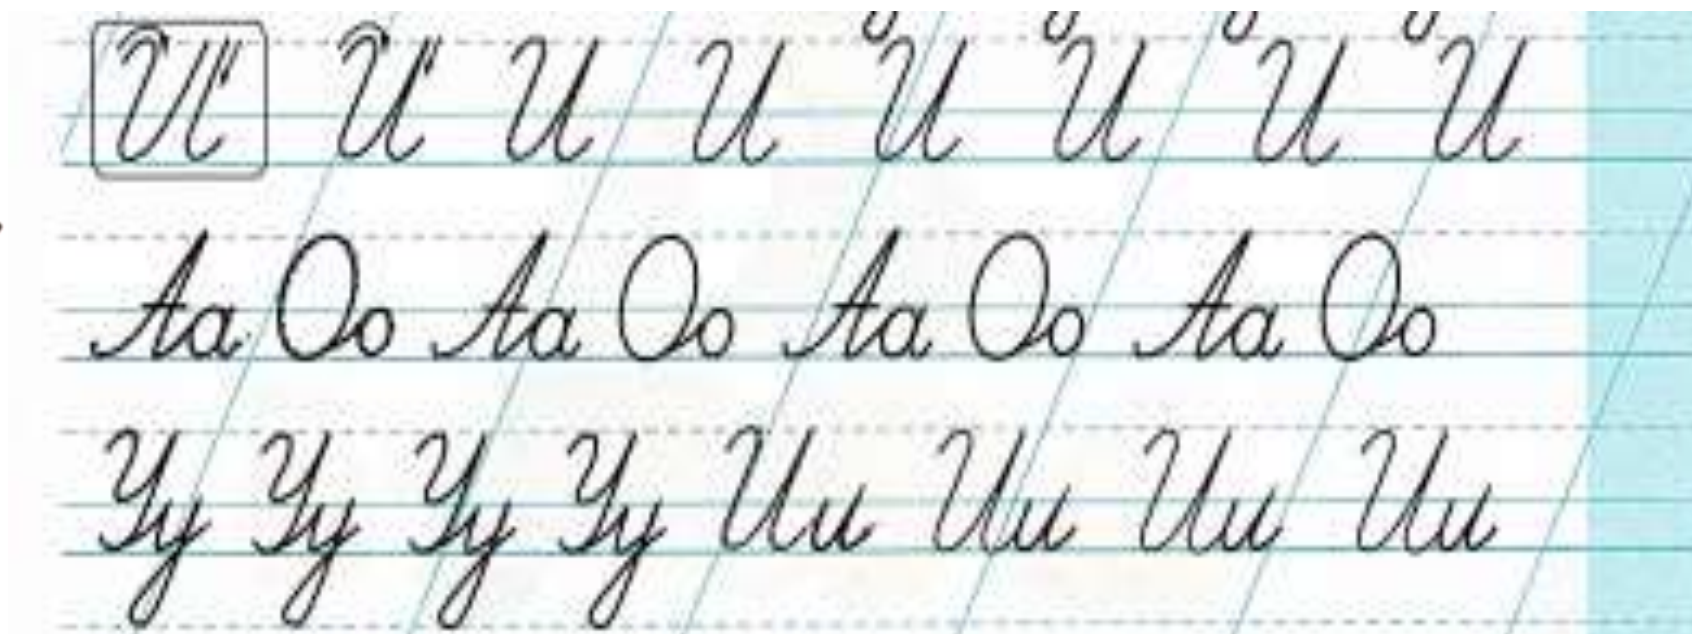 И И И И И И И И
Аа Оо Аа Оо Аа Оо Аа Оо
Уу Уу Уу Уу Ии Ии Ии Ии